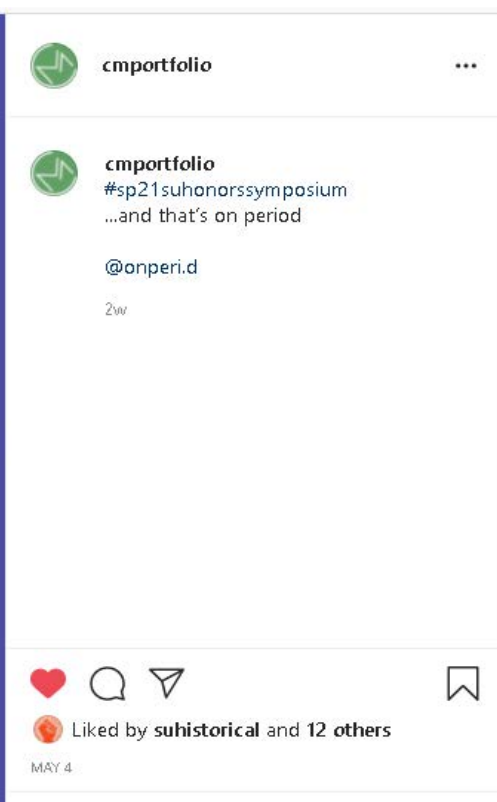 cmportfolio
cmportfolio
#sp21suhonorssymposium
...and that's on period
@onperi.d
2w
Liked by suhistorical and 12 others
MAY 4